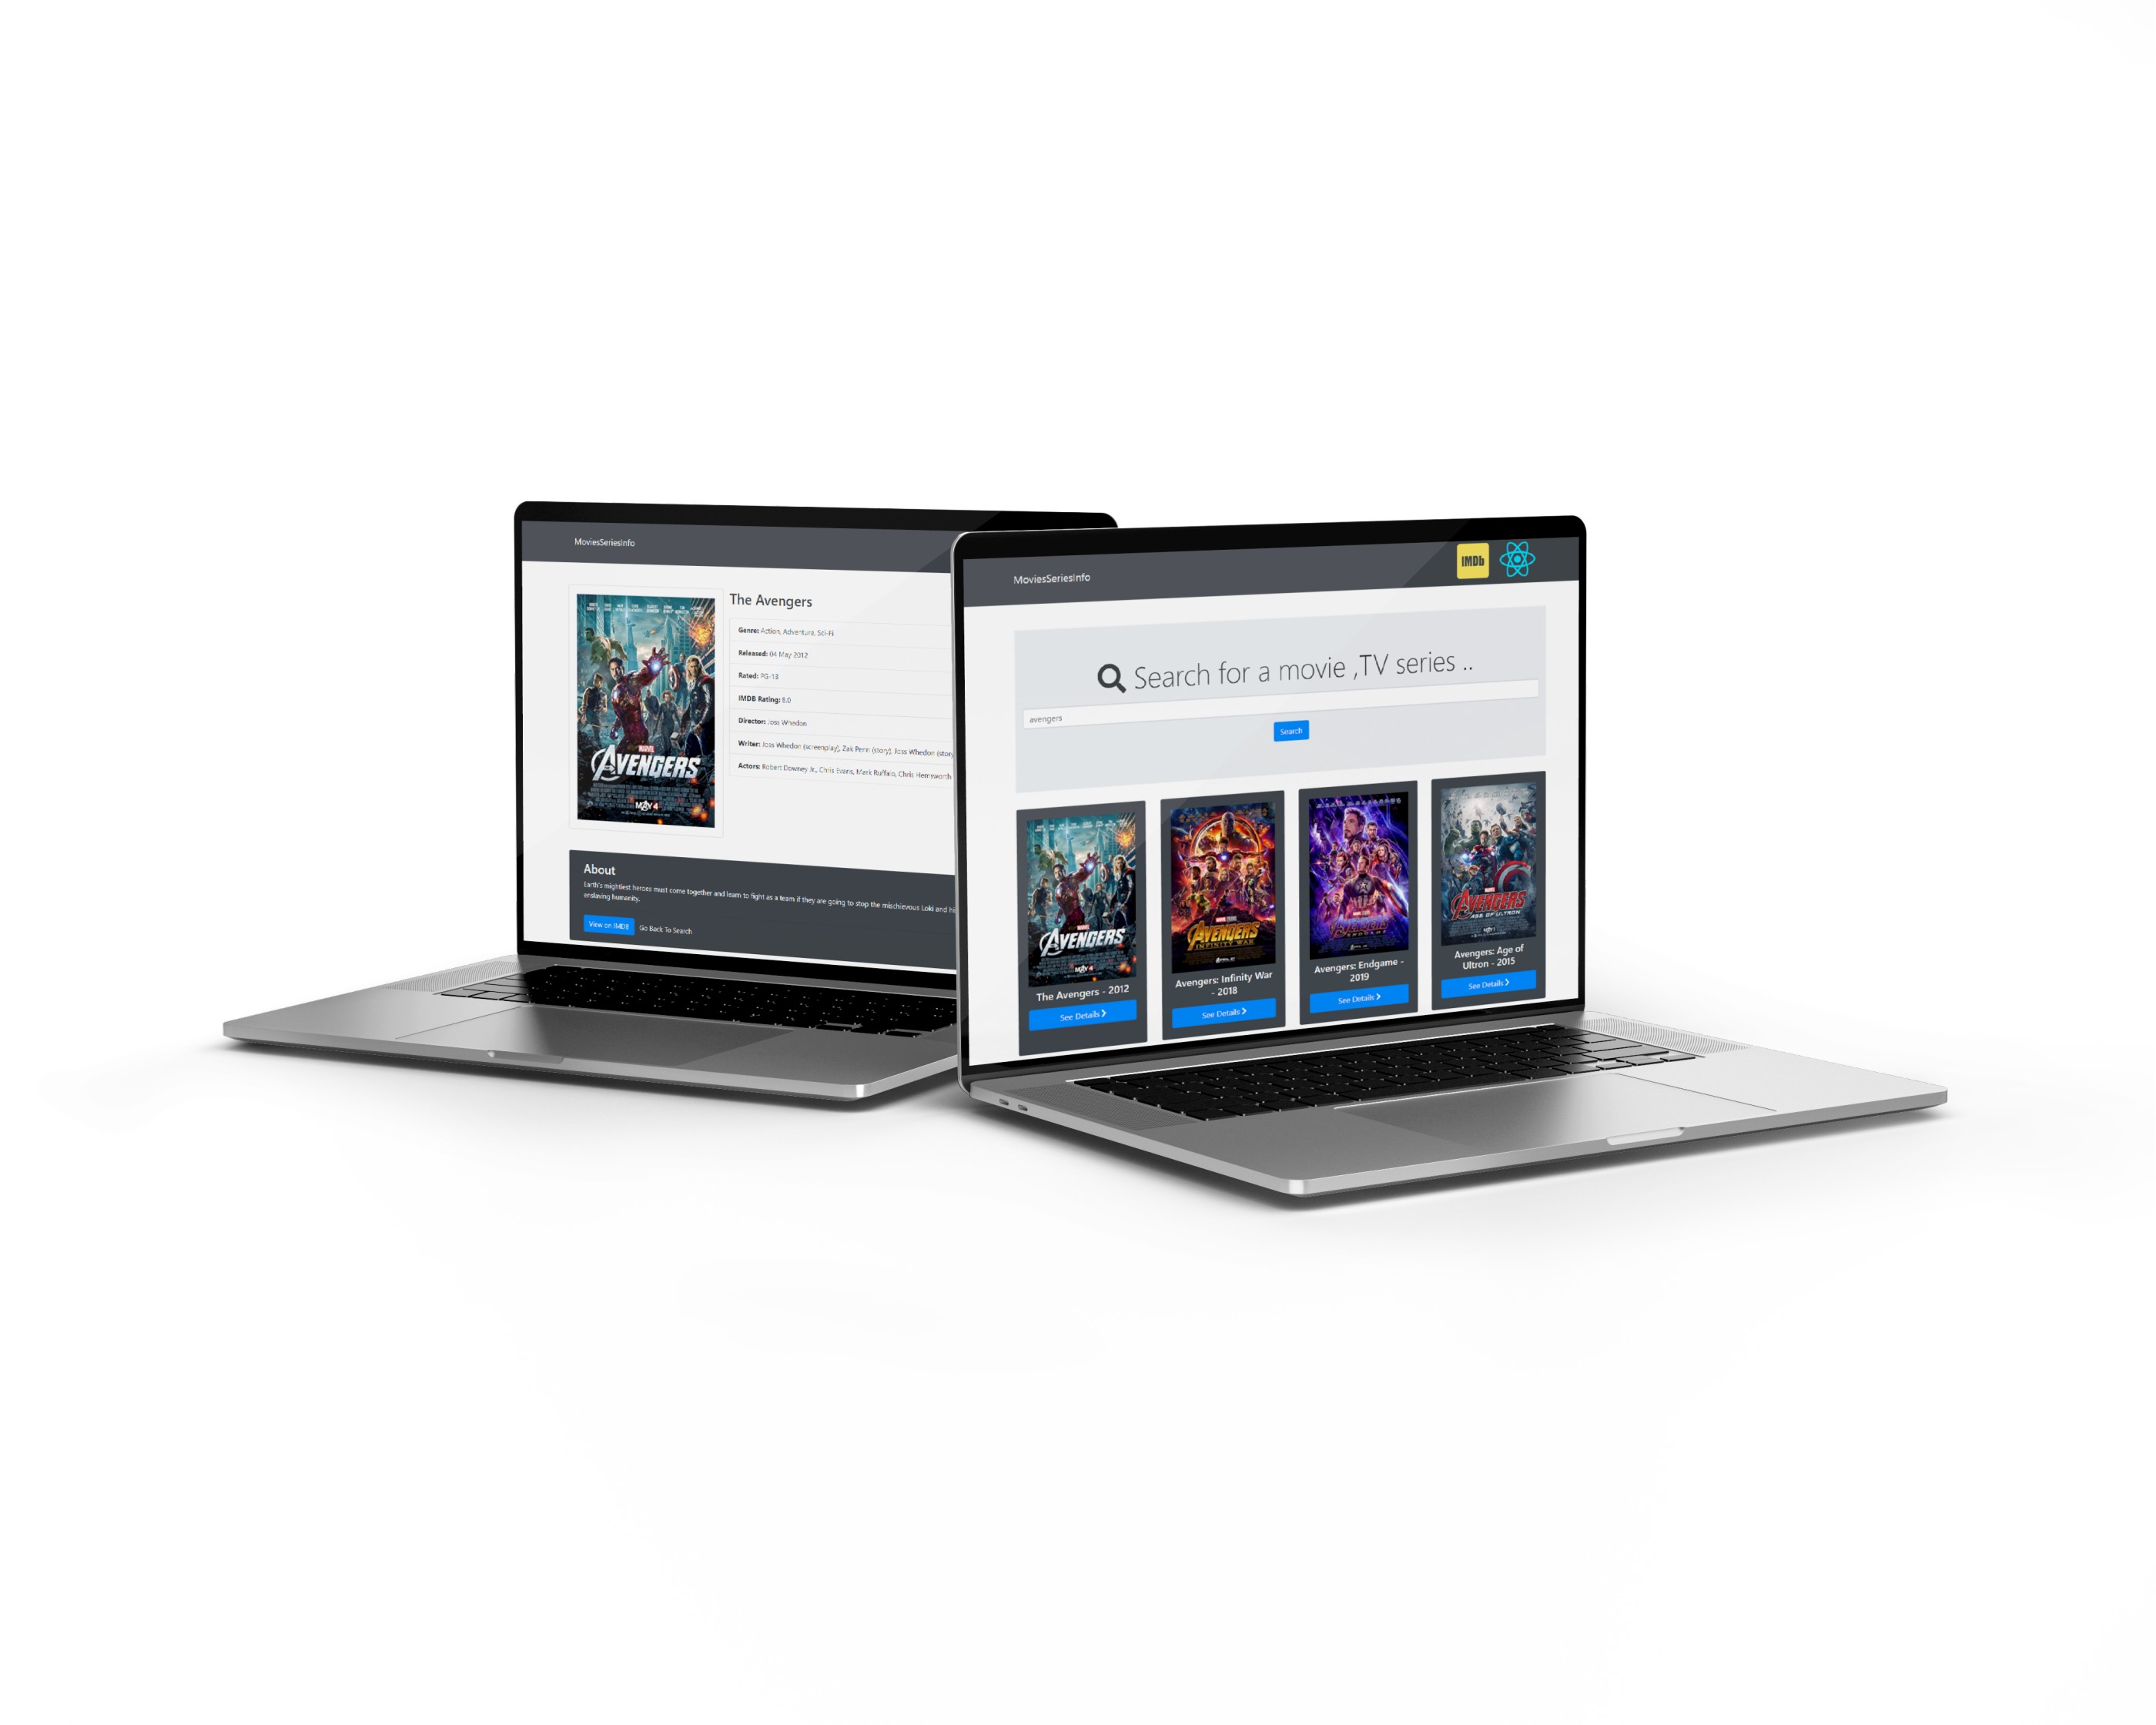 MoviesSeriesInfo
The Avengers
Genre: Action, Adventure, Sci-Fi
Released: 04 May 2012
Rated: PG-13
IMDB Rating: 8.0
Director: Joss Whedon
Writer: Joss Whedon (screenplay), Zak Penn (story), Joss Whedon (story
Actors: Robert Downey Jr., Chris Evans, Mark Ruffalo, Chris Hemsworth
MARVEL
AVENGERS
MAY 4
About
Earth's mightiest heroes must come together and learn to fight as a team if they are going to stop the mischievous Loki and hi
enslaving humanity.
View on IMDB Go Back To Search
MoviesSeriesInfo
IMDb
Search for a movie ,TV series ..
avengers
Search
AVENGERS
MAY 4
The Avengers - 2012
See Details
AVENGERS
INFINITY WAR
Avengers: Infinity War
- 2018
See Details
AVENGERS
Avengers: Endgame -
2019
See Details
AVENGERS
AGE OF ULTRON
Avengers: Age of
Ultron - 2015
See Details